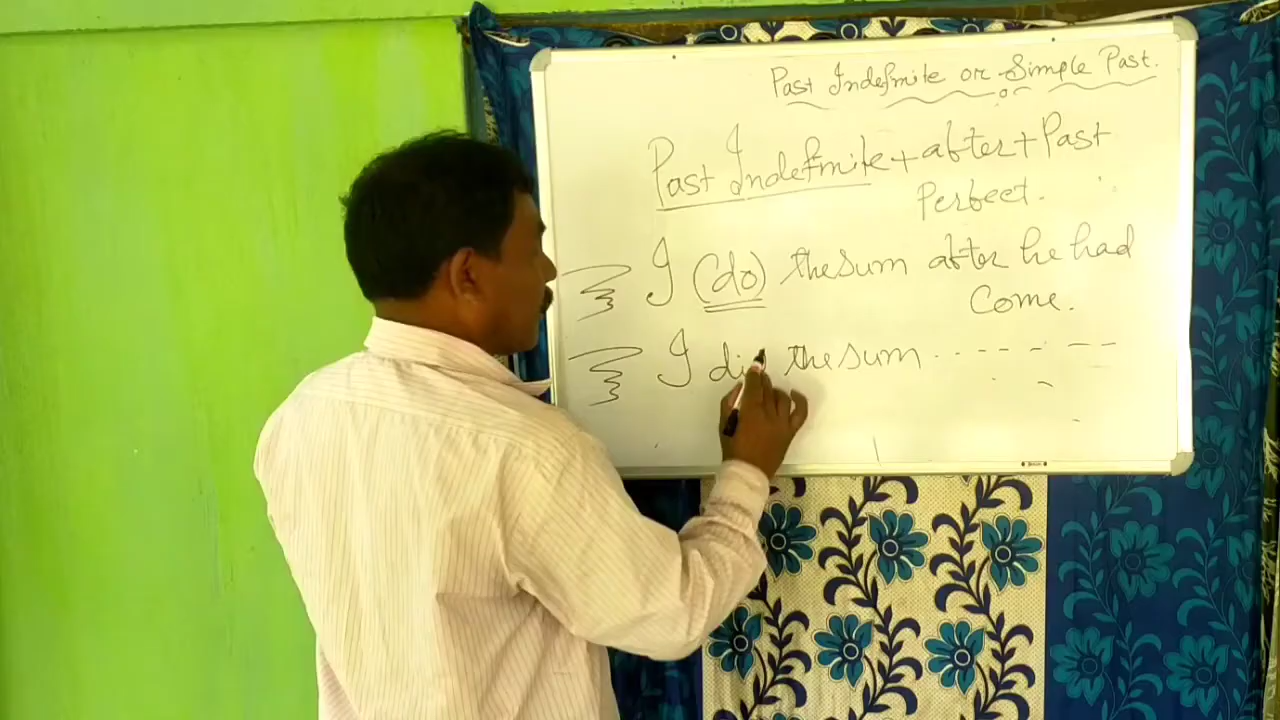 Past Indefinite or Simple Past.
Past Indefinite + after + Past
Perfect.
I (do) the sum after he had
Come.
I did the sum ..------